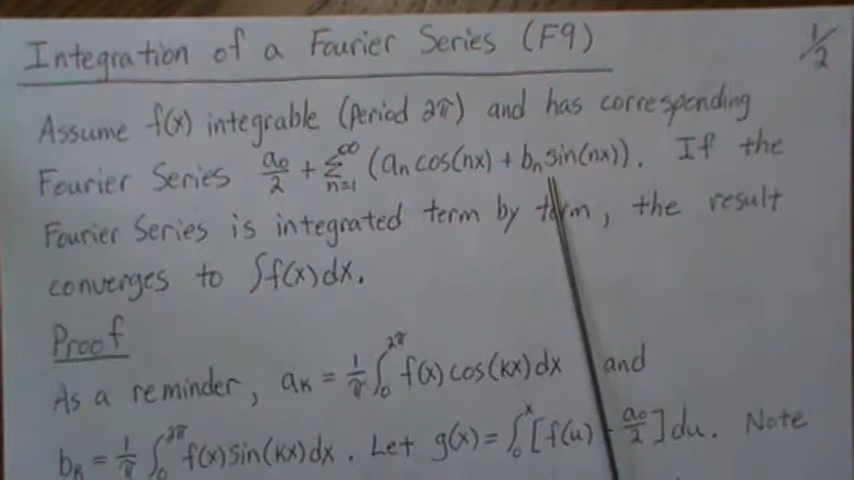 Integration of a Fourier Series (F9) 1/2
Assume f(x) integrable (period 2π) and has corresponding
Fourier Series a₀/2 + ∑_{n=1}^{∞} (aₙ cos(nx) + bₙ sin(nx)). If the
Fourier Series is integrated term by term, the result
converges to ∫f(x)dx.
Proof
As a reminder, aₖ = 1/π ∫₀^{2π} f(x)cos(kx)dx and
bₖ = 1/π ∫₀^{2π} f(x)sin(kx)dx. Let g(x) = ∫₀^{x} [f(u) - a₀/2]du. Note